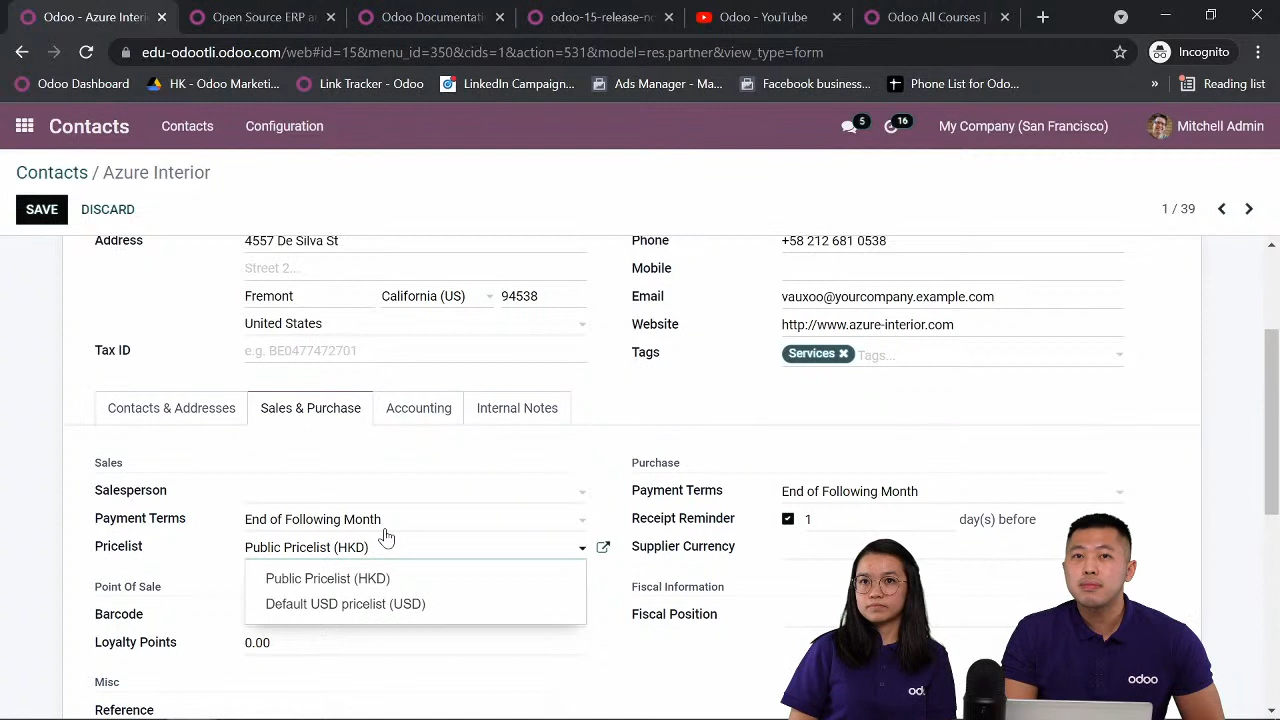 Odoo - Azure Interi
Open Source ERP an
Odoo Documentati
odoo-15-release-no
Odoo - YouTube
Odoo All Courses |
edu-odootli.odoo.com/web#id=15&menu_id=350&cids=1&action=531&model=res.partner&view_type=form
Incognito
Odoo Dashboard
HK - Odoo Marketi...
Link Tracker - Odoo
LinkedIn Campaign...
Ads Manager - Ma...
Facebook business...
Phone List for Odo...
»
Reading list
Contacts
Contacts
Configuration
5
16
My Company (San Francisco)
Mitchell Admin
Contacts / Azure Interior
SAVE
DISCARD
1 / 39
Address
4557 De Silva St
Street 2...
Fremont
California (US)
94538
United States
Tax ID
e.g. BE0477472701
Phone
+58 212 681 0538
Mobile
Email
vauxoo@yourcompany.example.com
Website
http://www.azure-interior.com
Tags
Services ✖
Tags...
Contacts & Addresses
Sales & Purchase
Accounting
Internal Notes
Sales
Salesperson
Payment Terms
End of Following Month
Pricelist
Public Pricelist (HKD)
Public Pricelist (HKD)
Default USD pricelist (USD)
Point Of Sale
Barcode
Loyalty Points
0.00
Misc
Reference
Purchase
Payment Terms
End of Following Month
Receipt Reminder
1
day(s) before
Supplier Currency
Fiscal Information
Fiscal Position
od.
odoo